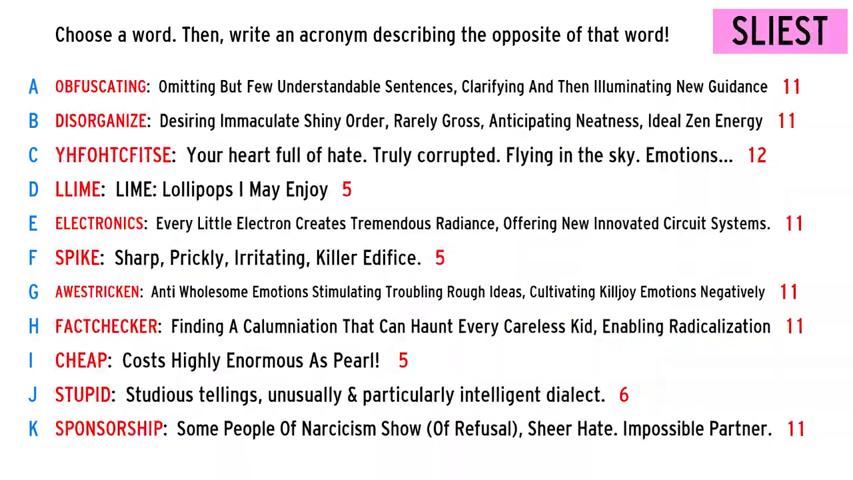 Choose a word. Then, write an acronym describing the opposite of that word!
SLIEST
A OBFUSCATING: Omitting But Few Understandable Sentences, Clarifying And Then Illuminating New Guidance 11
B DISORGANIZE: Desiring Immaculate Shiny Order, Rarely Gross, Anticipating Neatness, Ideal Zen Energy 11
C YHFOHTCFITSE: Your heart full of hate. Truly corrupted. Flying in the sky. Emotions... 12
D LLIME: LIME: Lollipops I May Enjoy 5
E ELECTRONICS: Every Little Electron Creates Tremendous Radiance, Offering New Innovated Circuit Systems. 11
F SPIKE: Sharp, Prickly, Irritating, Killer Edifice. 5
G AWESTRICKEN: Anti Wholesome Emotions Stimulating Troubling Rough Ideas, Cultivating Killjoy Emotions Negatively 11
H FACTCHECKER: Finding A Calumniation That Can Haunt Every Careless Kid, Enabling Radicalization 11
I CHEAP: Costs Highly Enormous As Pearl! 5
J STUPID: Studious tellings, unusually & particularly intelligent dialect. 6
K SPONSORSHIP: Some People Of Narcicism Show (Of Refusal), Sheer Hate. Impossible Partner. 11